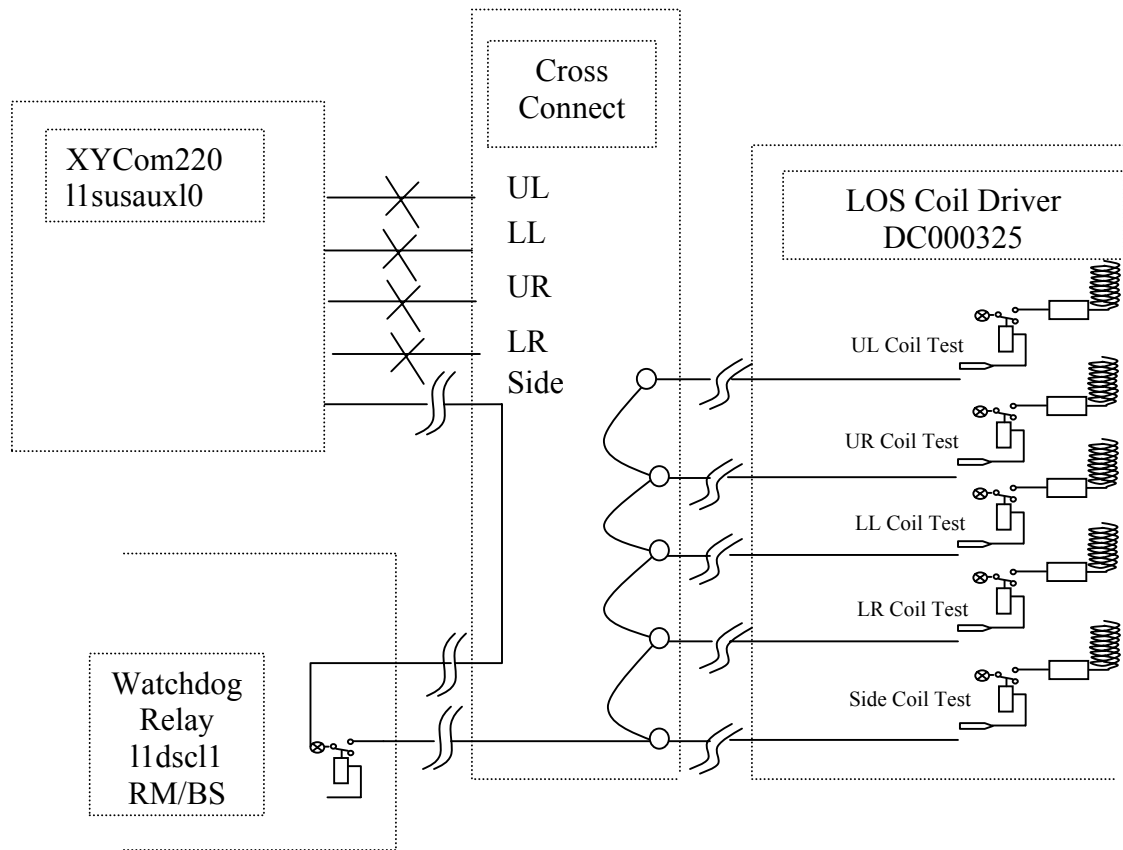 Cross
Connect
XYCom220
l1susauxl0
UL
LL
UR
LR
Side
LOS Coil Driver
DC000325
UL Coil Test
UR Coil Test
LL Coil Test
LR Coil Test
Side Coil Test
Watchdog
Relay
l1dscl1
RM/BS